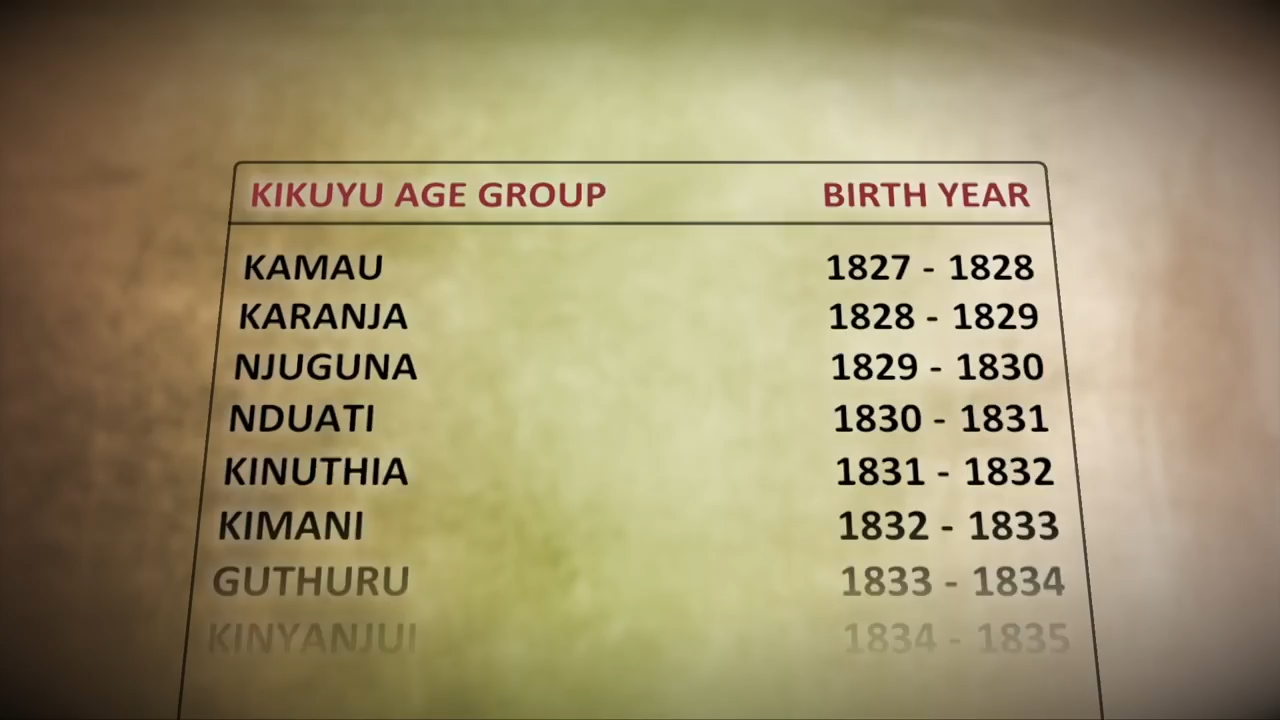 KIKUYU AGE GROUP BIRTH YEAR
KAMAU 1827 - 1828
KARANJA 1828 - 1829
NJUGUNA 1829 - 1830
NDUATI 1830 - 1831
KINUTHIA 1831 - 1832
KIMANI 1832 - 1833
GUTHURU 1833 - 1834
KINYANJUI 1834 - 1835